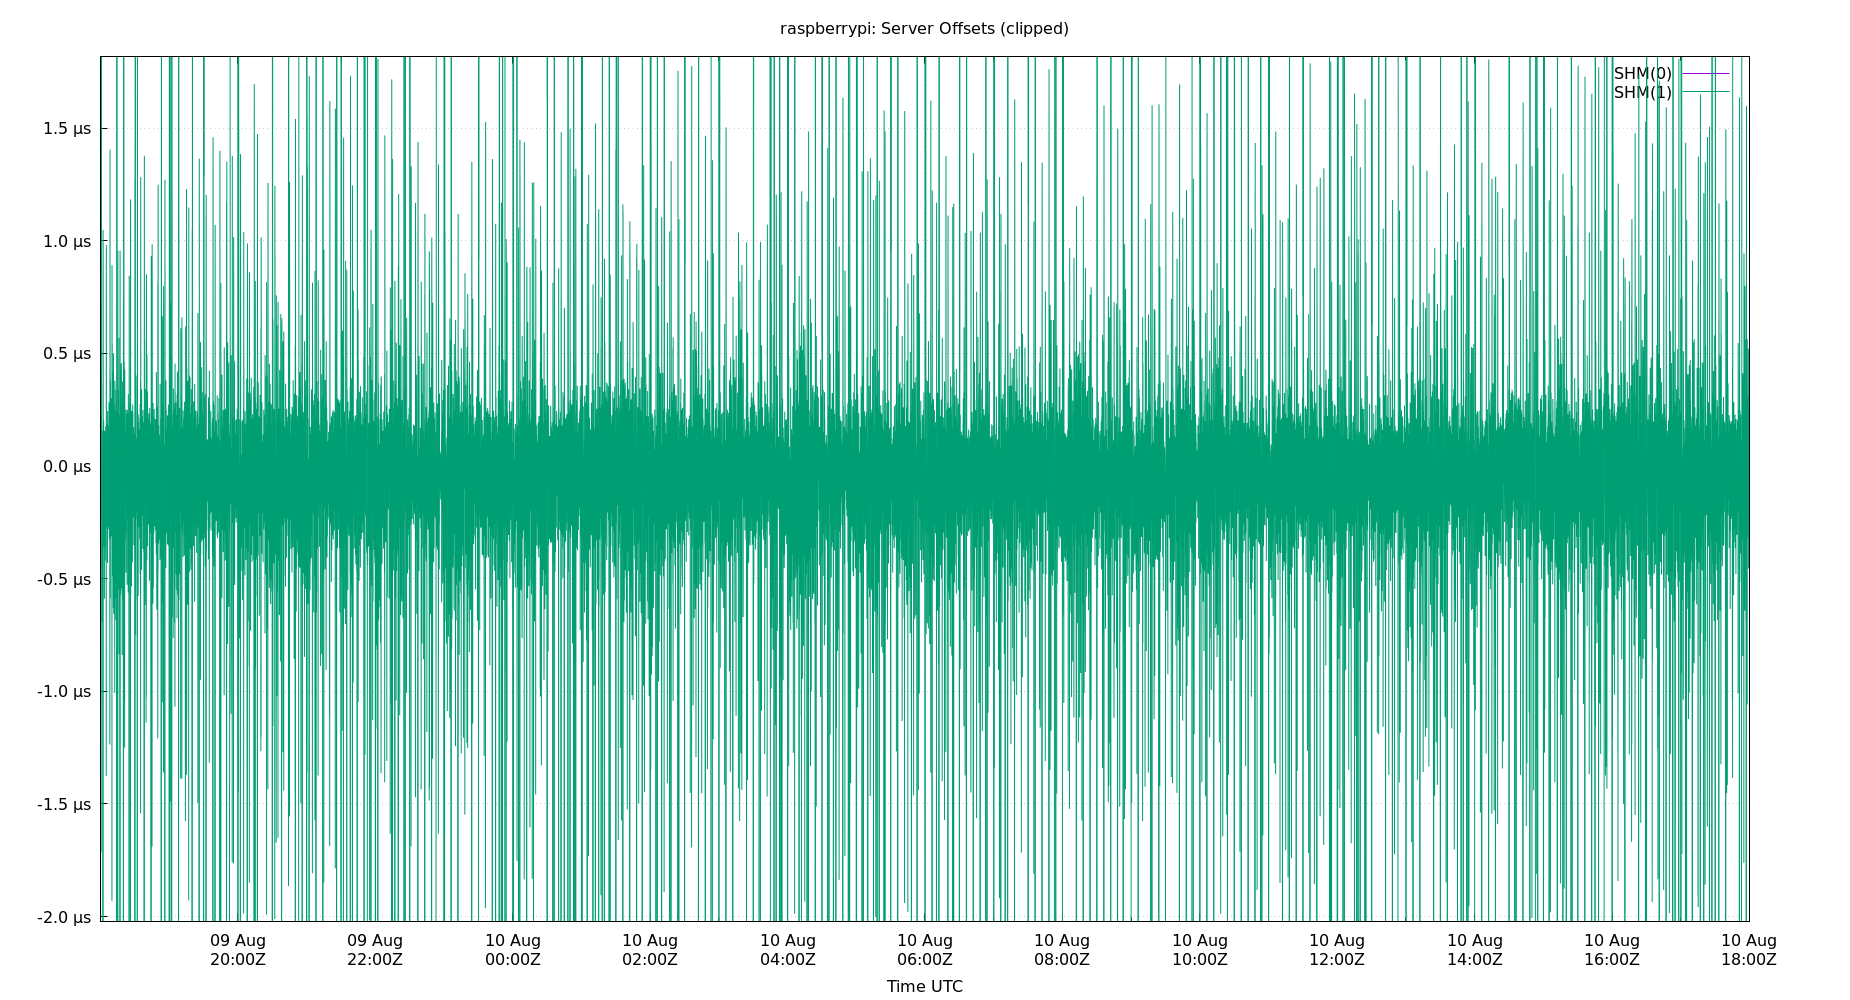 raspberrypi: Server Offsets (clipped)
SHM(0)
SHM(1)
1.5 µs
1.0 µs
0.5 µs
0.0 µs
-0.5 µs
-1.0 µs
-1.5 µs
-2.0 µs
09 Aug 09 Aug 10 Aug 10 Aug 10 Aug 10 Aug 10 Aug 10 Aug 10 Aug 10 Aug 10 Aug 10 Aug
20:00Z 22:00Z 00:00Z 02:00Z 04:00Z 06:00Z 08:00Z 10:00Z 12:00Z 14:00Z 16:00Z 18:00Z
Time UTC